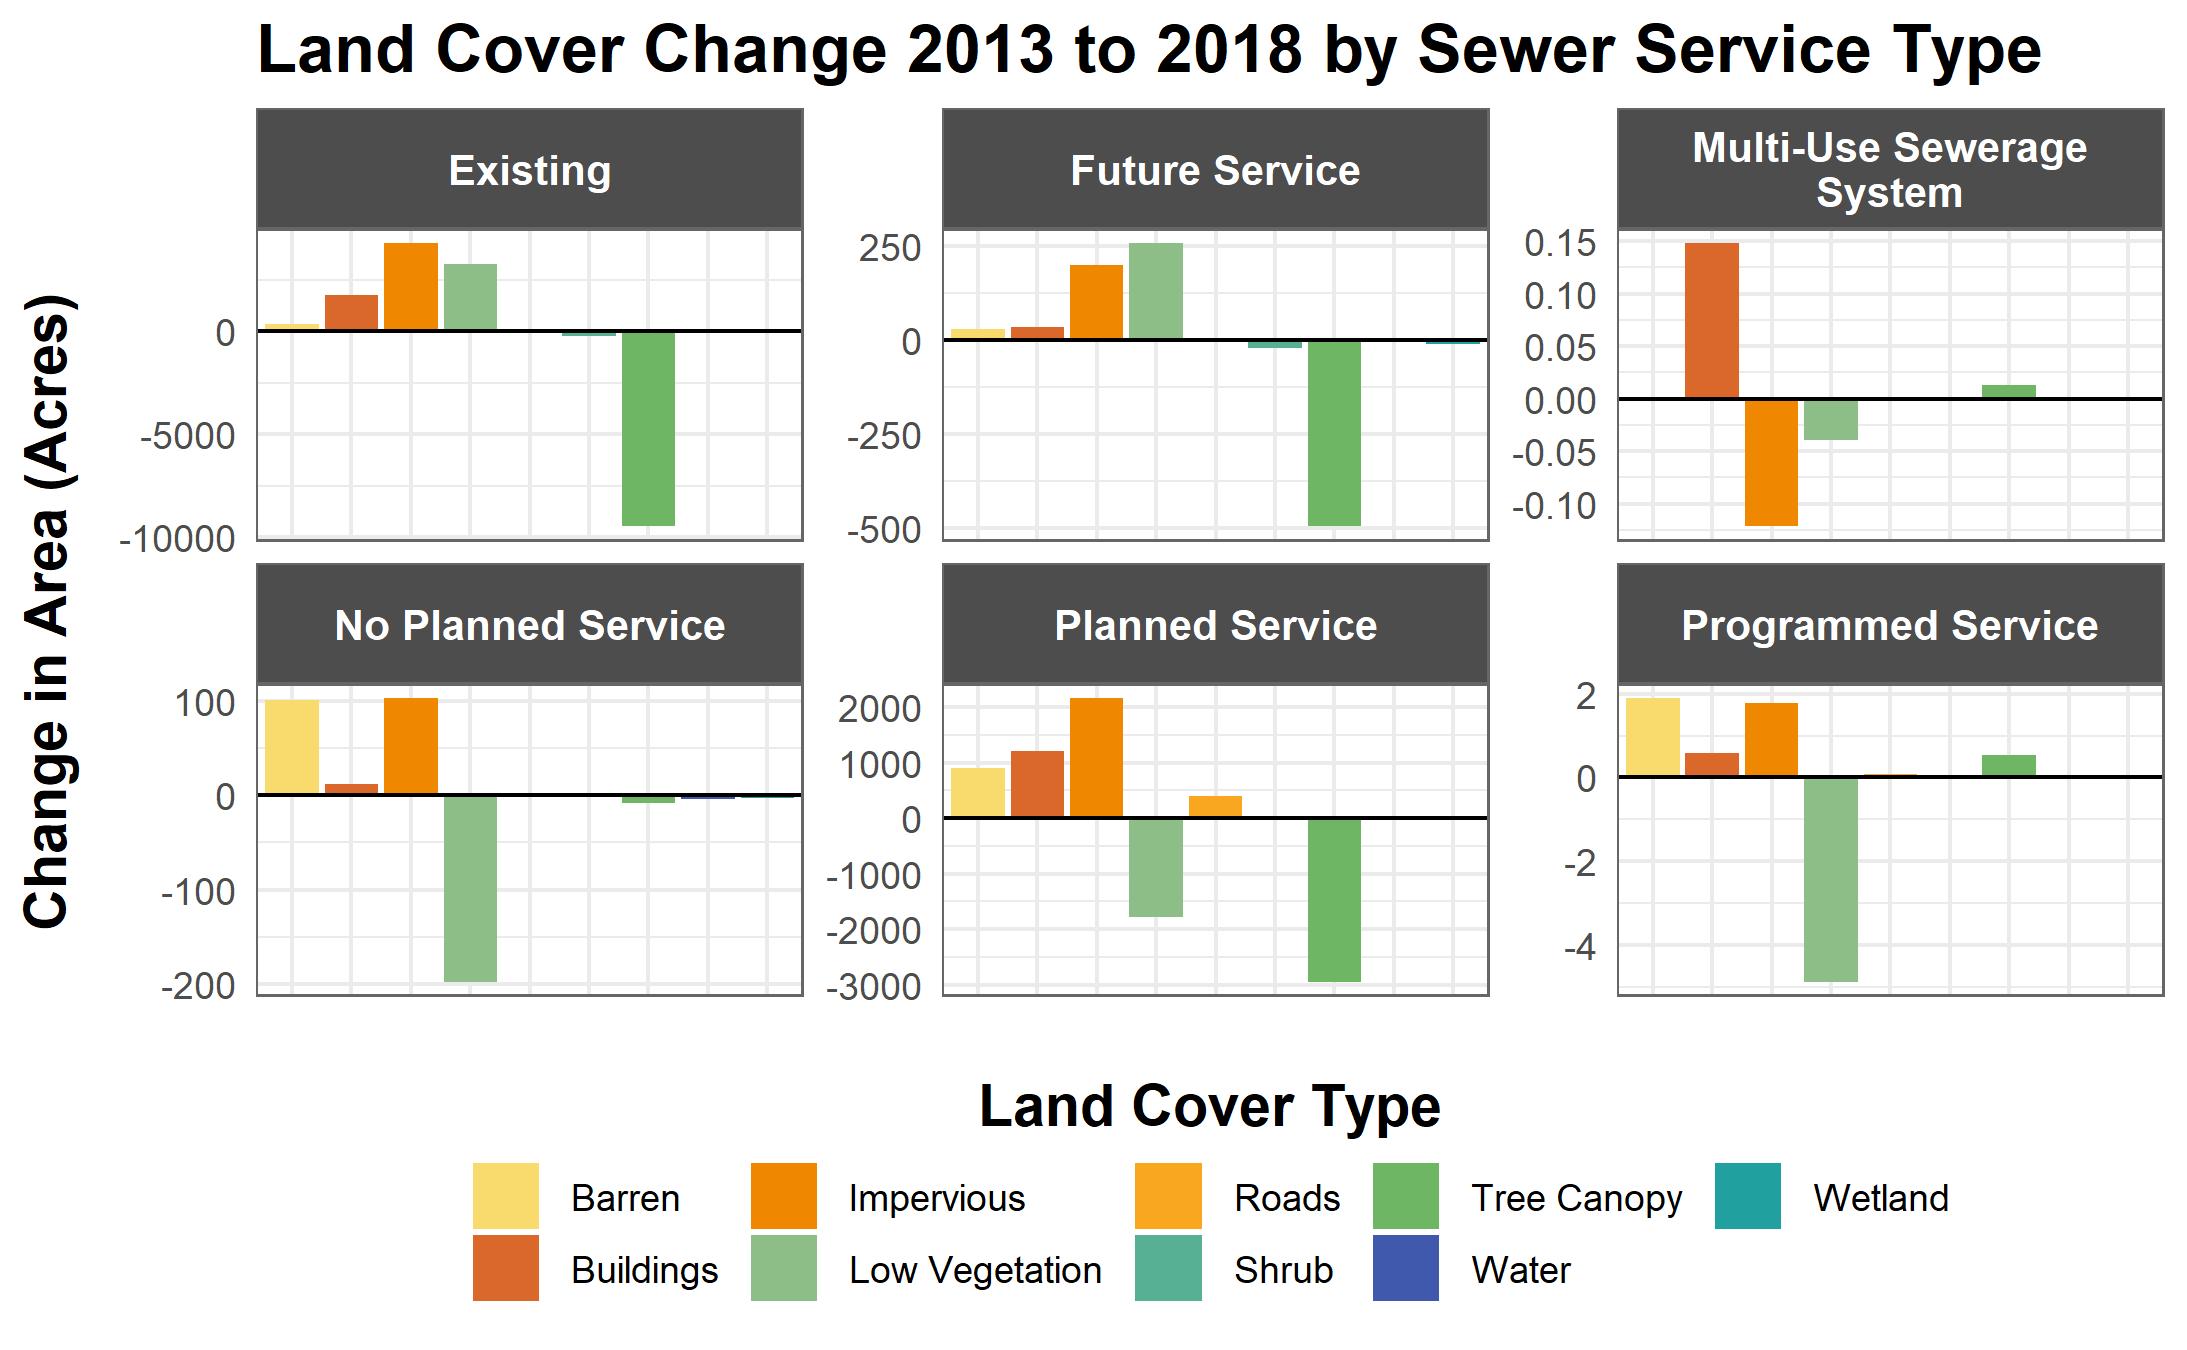 Land Cover Change 2013 to 2018 by Sewer Service Type
Existing
Future Service
Multi-Use Sewerage
System
0
-5000
-10000
250
0
-250
-500
0.15
0.10
0.05
0.00
-0.05
-0.10
Change in Area (Acres)
No Planned Service
Planned Service
Programmed Service
100
0
-100
-200
2000
1000
0
-1000
-2000
-3000
2
0
-2
-4
Land Cover Type
Barren
Impervious
Roads
Tree Canopy
Wetland
Buildings
Low Vegetation
Shrub
Water